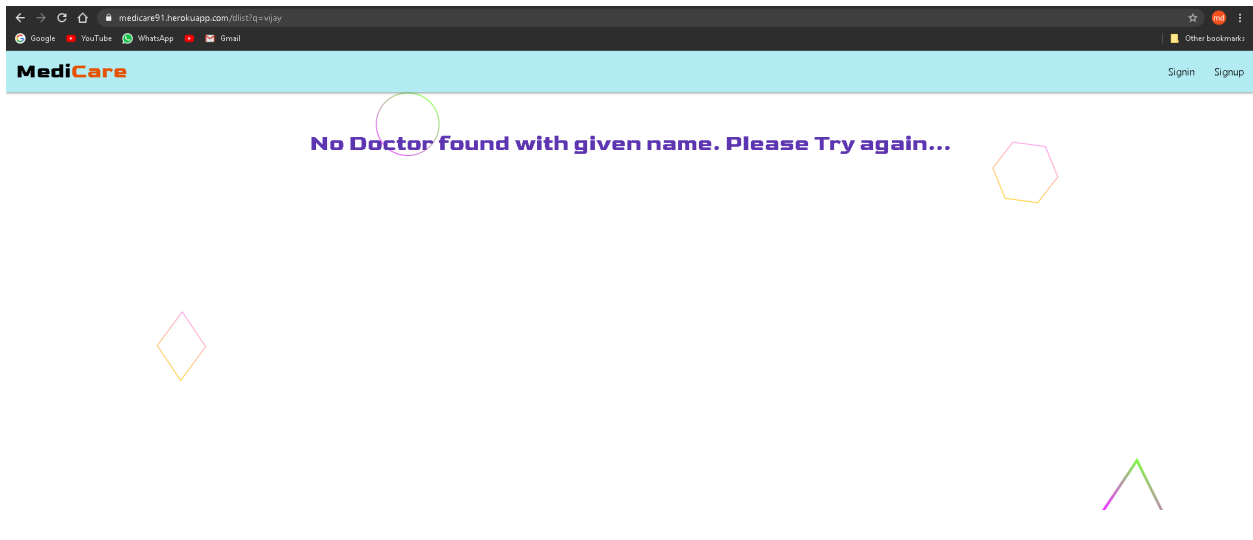 medicare91.herokuapp.com/dlist?q=vijay
md
Google YouTube WhatsApp Gmail Other bookmarks
MediCare Signin Signup
No Doctor found with given name. Please Try again...